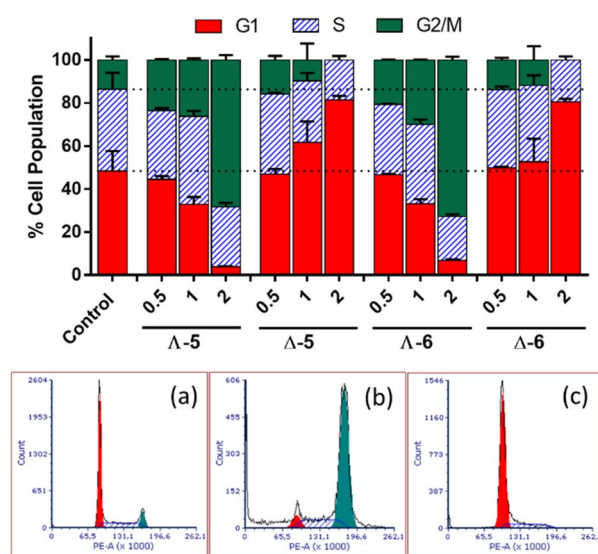 G1 S G2/M
100
80
60
40
20
0
% Cell Population
Control 0.5 1 2 0.5 1 2 0.5 1 2 0.5 1 2
Λ-5 Δ-5 Λ-6 Δ-6
(a) (b) (c)
2604 606 1546
1953 455 1160
1302 303 773
651 152 387
0 0 0
Count Count Count
0 65.5 131.1 196.6 262.1 0 65.5 131.1 196.6 262.1 0 65.5 131.1 196.6 262.1
PE-A (x 1000) PE-A (x 1000) PE-A (x 1000)